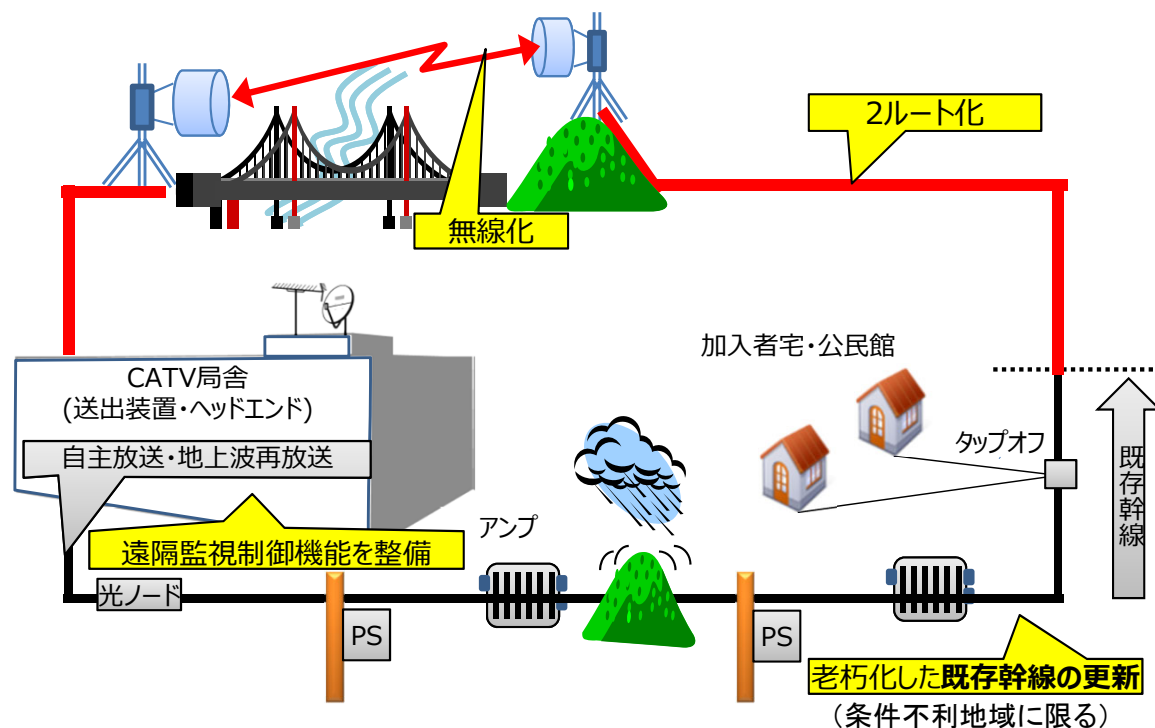 2ルート化
無線化
加入者宅・公民館
CATV局舎
(送出装置・ヘッドエンド)
自主放送・地上波再放送
タップオフ
既存幹線
遠隔監視制御機能を整備
アンプ
光ノード
PS
PS
老朽化した既存幹線の更新
（条件不利地域に限る）